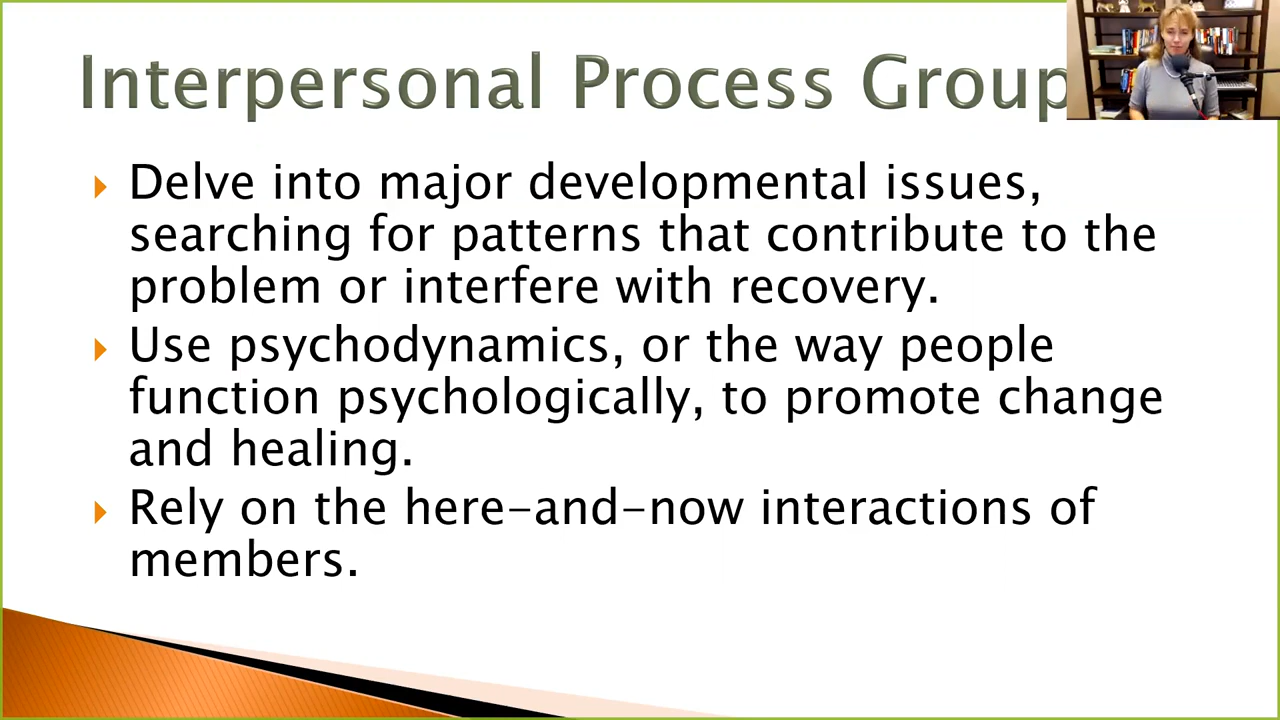 Interpersonal Process Group
Delve into major developmental issues,
searching for patterns that contribute to the
problem or interfere with recovery.
Use psychodynamics, or the way people
function psychologically, to promote change
and healing.
Rely on the here-and-now interactions of
members.